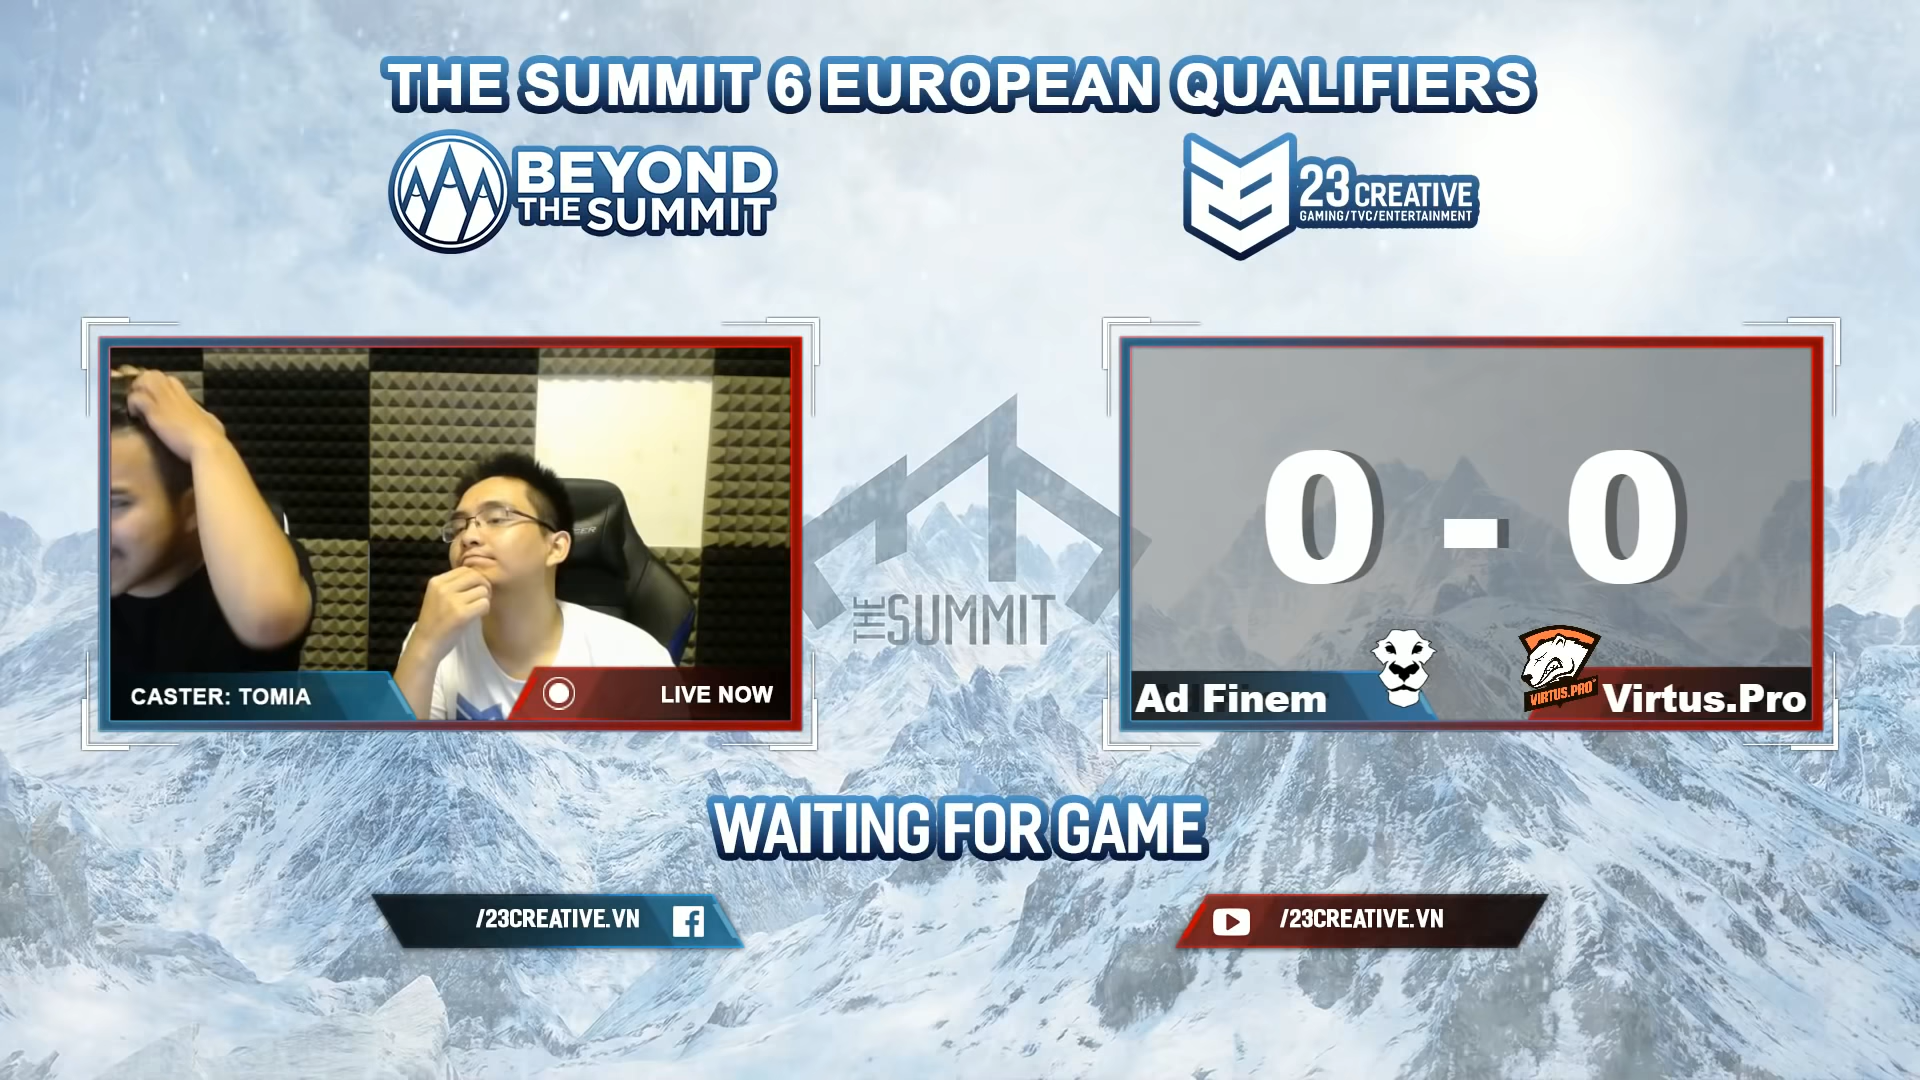 THE SUMMIT 6 EUROPEAN QUALIFIERS
BEYOND
THE SUMMIT
23 CREATIVE
GAMING/TVC/ENTERTAINMENT
0 - 0
THE SUMMIT
CASTER: TOMIA
LIVE NOW
Ad Finem
VIRTUS.PRO
Virtus.Pro
WAITING FOR GAME
/23CREATIVE.VN
/23CREATIVE.VN